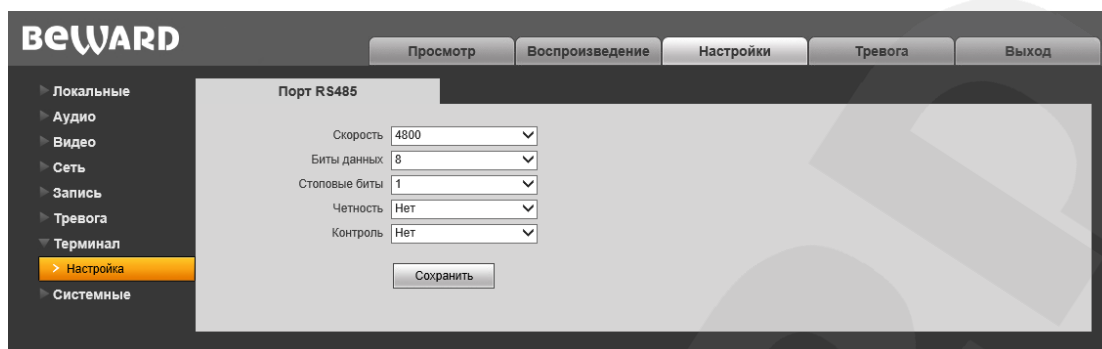 BEWARD
Просмотр Воспроизведение Настройки Тревога Выход
Локальные
Аудио
Видео
Сеть
Запись
Тревога
Терминал
> Настройка
Системные
Порт RS485
Скорость 4800
Биты данных 8
Стоповые биты 1
Четность Нет
Контроль Нет
Сохранить